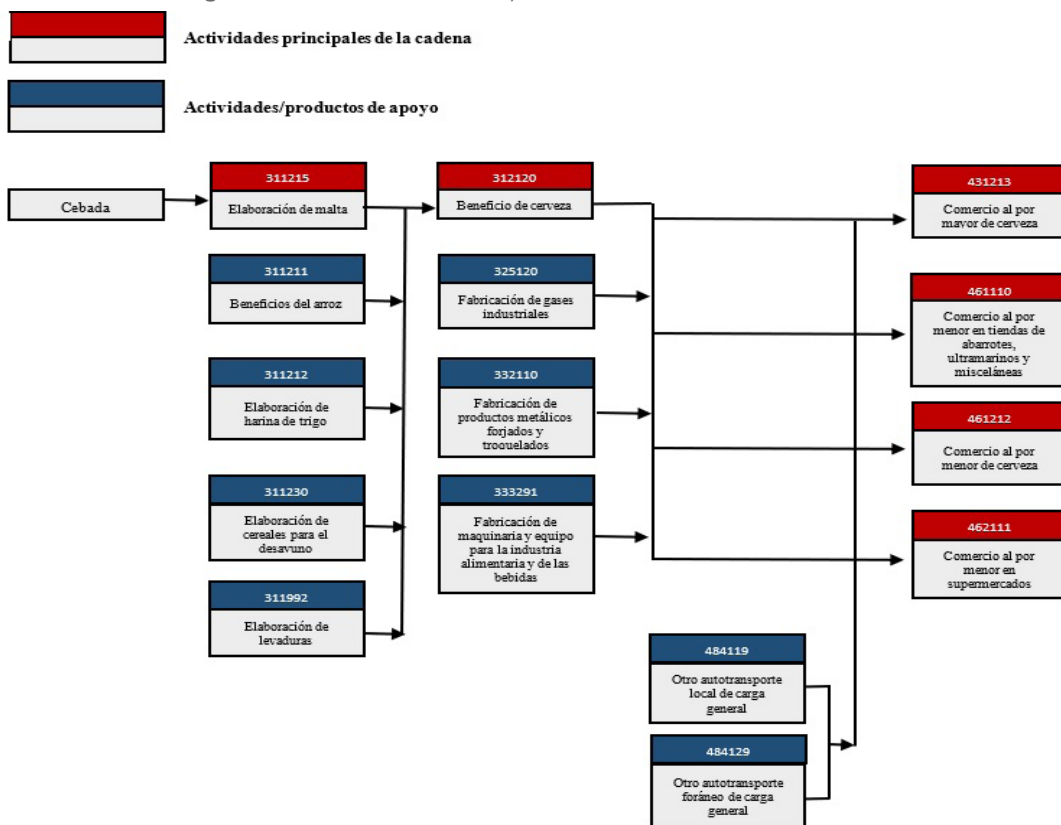 Actividades principales de la cadena
Actividades/productos de apoyo
Cebada
311215
Elaboración de malta
311211
Beneficios del arroz
311212
Elaboración de
harina de trigo
311230
Elaboración de
cereales para el
desayuno
311992
Elaboración de
levaduras
312120
Beneficio de cerveza
325120
Fabricación de gases
industriales
332110
Fabricación de
productos metálicos
forjados y
troquelados
333291
Fabricación de
maquinaria y equipo
para la industria
alimentaria y de las
bebidas
484119
Otro autotransporte
local de carga
general
484129
Otro autotransporte
foráneo de carga
general
431213
Comercio al por
mayor de cerveza
461110
Comercio al por
menor en tiendas de
abarrotes,
ultramarinos y
misceláneas
461212
Comercio al por
menor de cerveza
462111
Comercio al por
menor en
supermercados